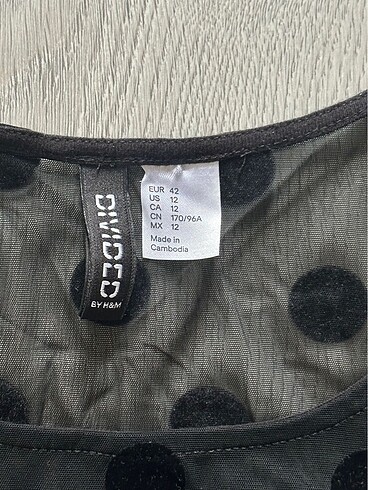 DIVIDED
BY H&M
EUR 42
US 12
CA 12
CN 170/96A
MX 12
Made in
Cambodia